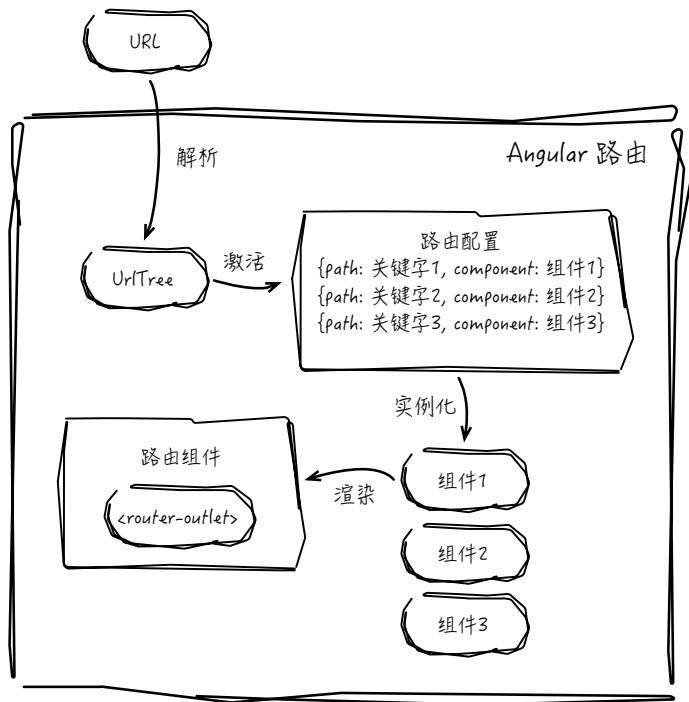 URL
解析
Angular 路由
UrlTree
激活
路由配置
{path: 关键字1, component: 组件1}
{path: 关键字2, component: 组件2}
{path: 关键字3, component: 组件3}
实例化
路由组件
<router-outlet>
渲染
组件1
组件2
组件3